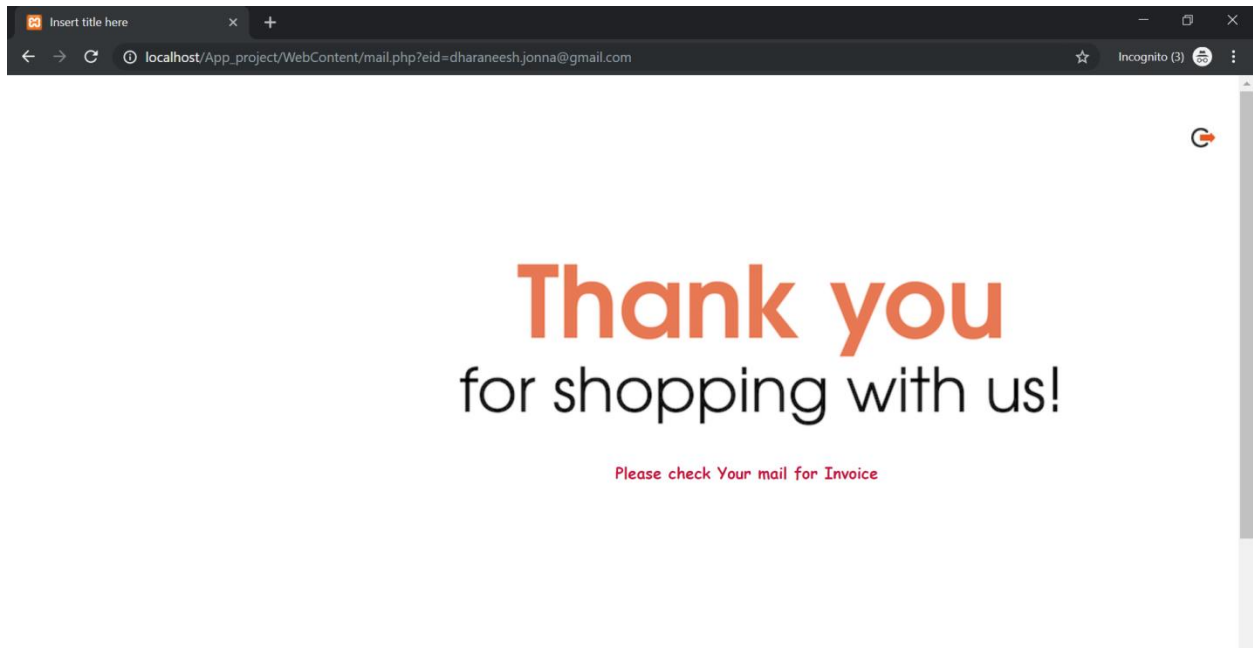 Insert title here
localhost/App_project/WebContent/mail.php?eid=dharaneesh.jonna@gmail.com
Incognito (3)
Thank you
for shopping with us!
Please check Your mail for Invoice